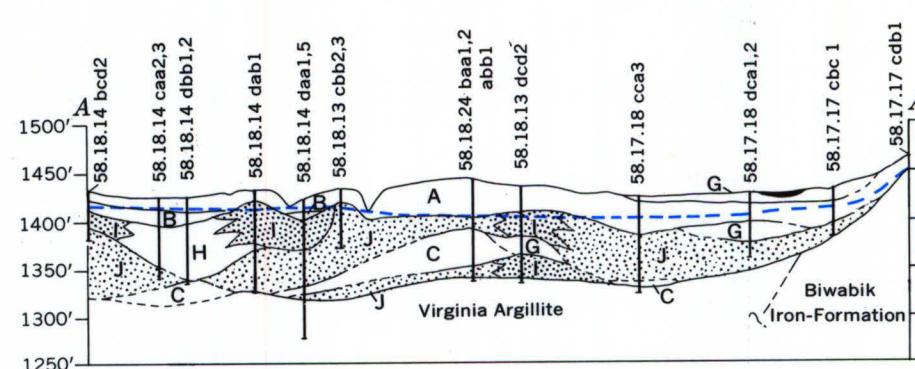 58.18.14 bcd2
58.18.14 caa2,3
58.18.14 dbb1,2
58.18.14 dab1
58.18.14 daa1,5
58.18.13 cbb2,3
58.18.24 baa1,2
abb1
58.18.13 dcd2
58.17.18 cca3
58.17.18 dca1,2
58.17.17 cbc 1
58.17.17 cdb1
A
A
1500'
1450'
1400'
1350'
1300'
1250'
B
B
A
G
I
H
I
J
I
G
J
C
G
I
J
C
J
C
Virginia Argillite
Biwabik
Iron-Formation